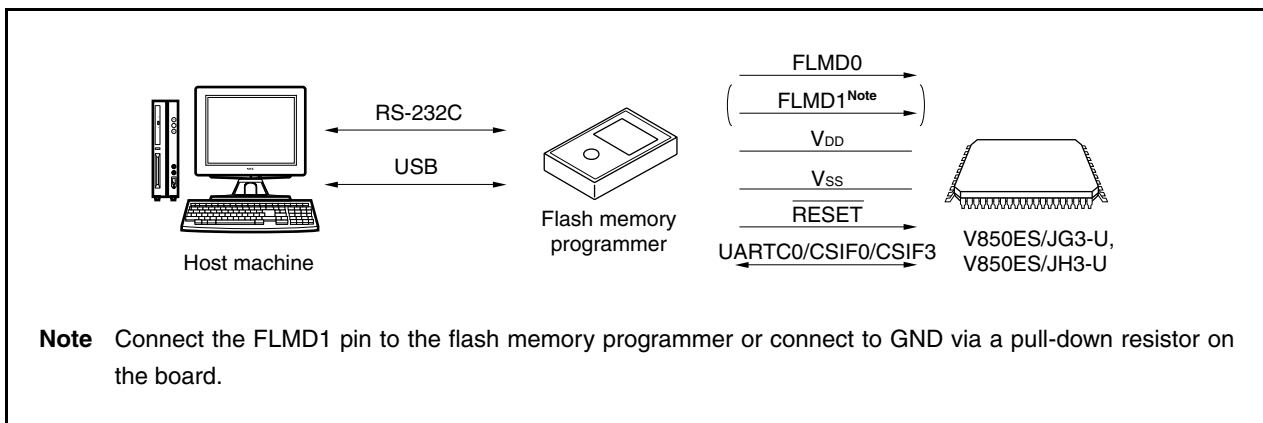 FLMD0
RS-232C
FLMD1Note
VDD
USB
VSS
RESET
Flash memory
programmer
UARTC0/CSIF0/CSIF3
V850ES/JG3-U,
V850ES/JH3-U
Host machine
Note Connect the FLMD1 pin to the flash memory programmer or connect to GND via a pull-down resistor on
the board.